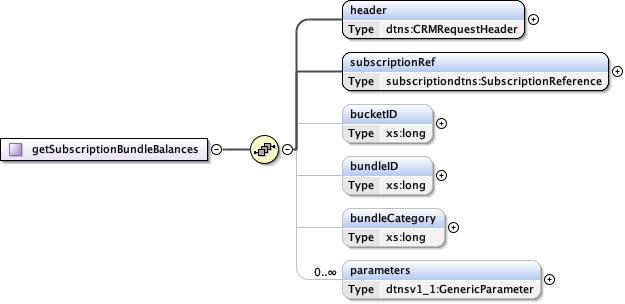 header
Type dtns:CRMRequestHeader
subscriptionRef
Type subscriptiondtns:SubscriptionReference
bucketID
Type xs:long
getSubscriptionBundleBalances
bundleID
Type xs:long
bundleCategory
Type xs:long
0..∞
parameters
Type dtnsv1_1:GenericParameter